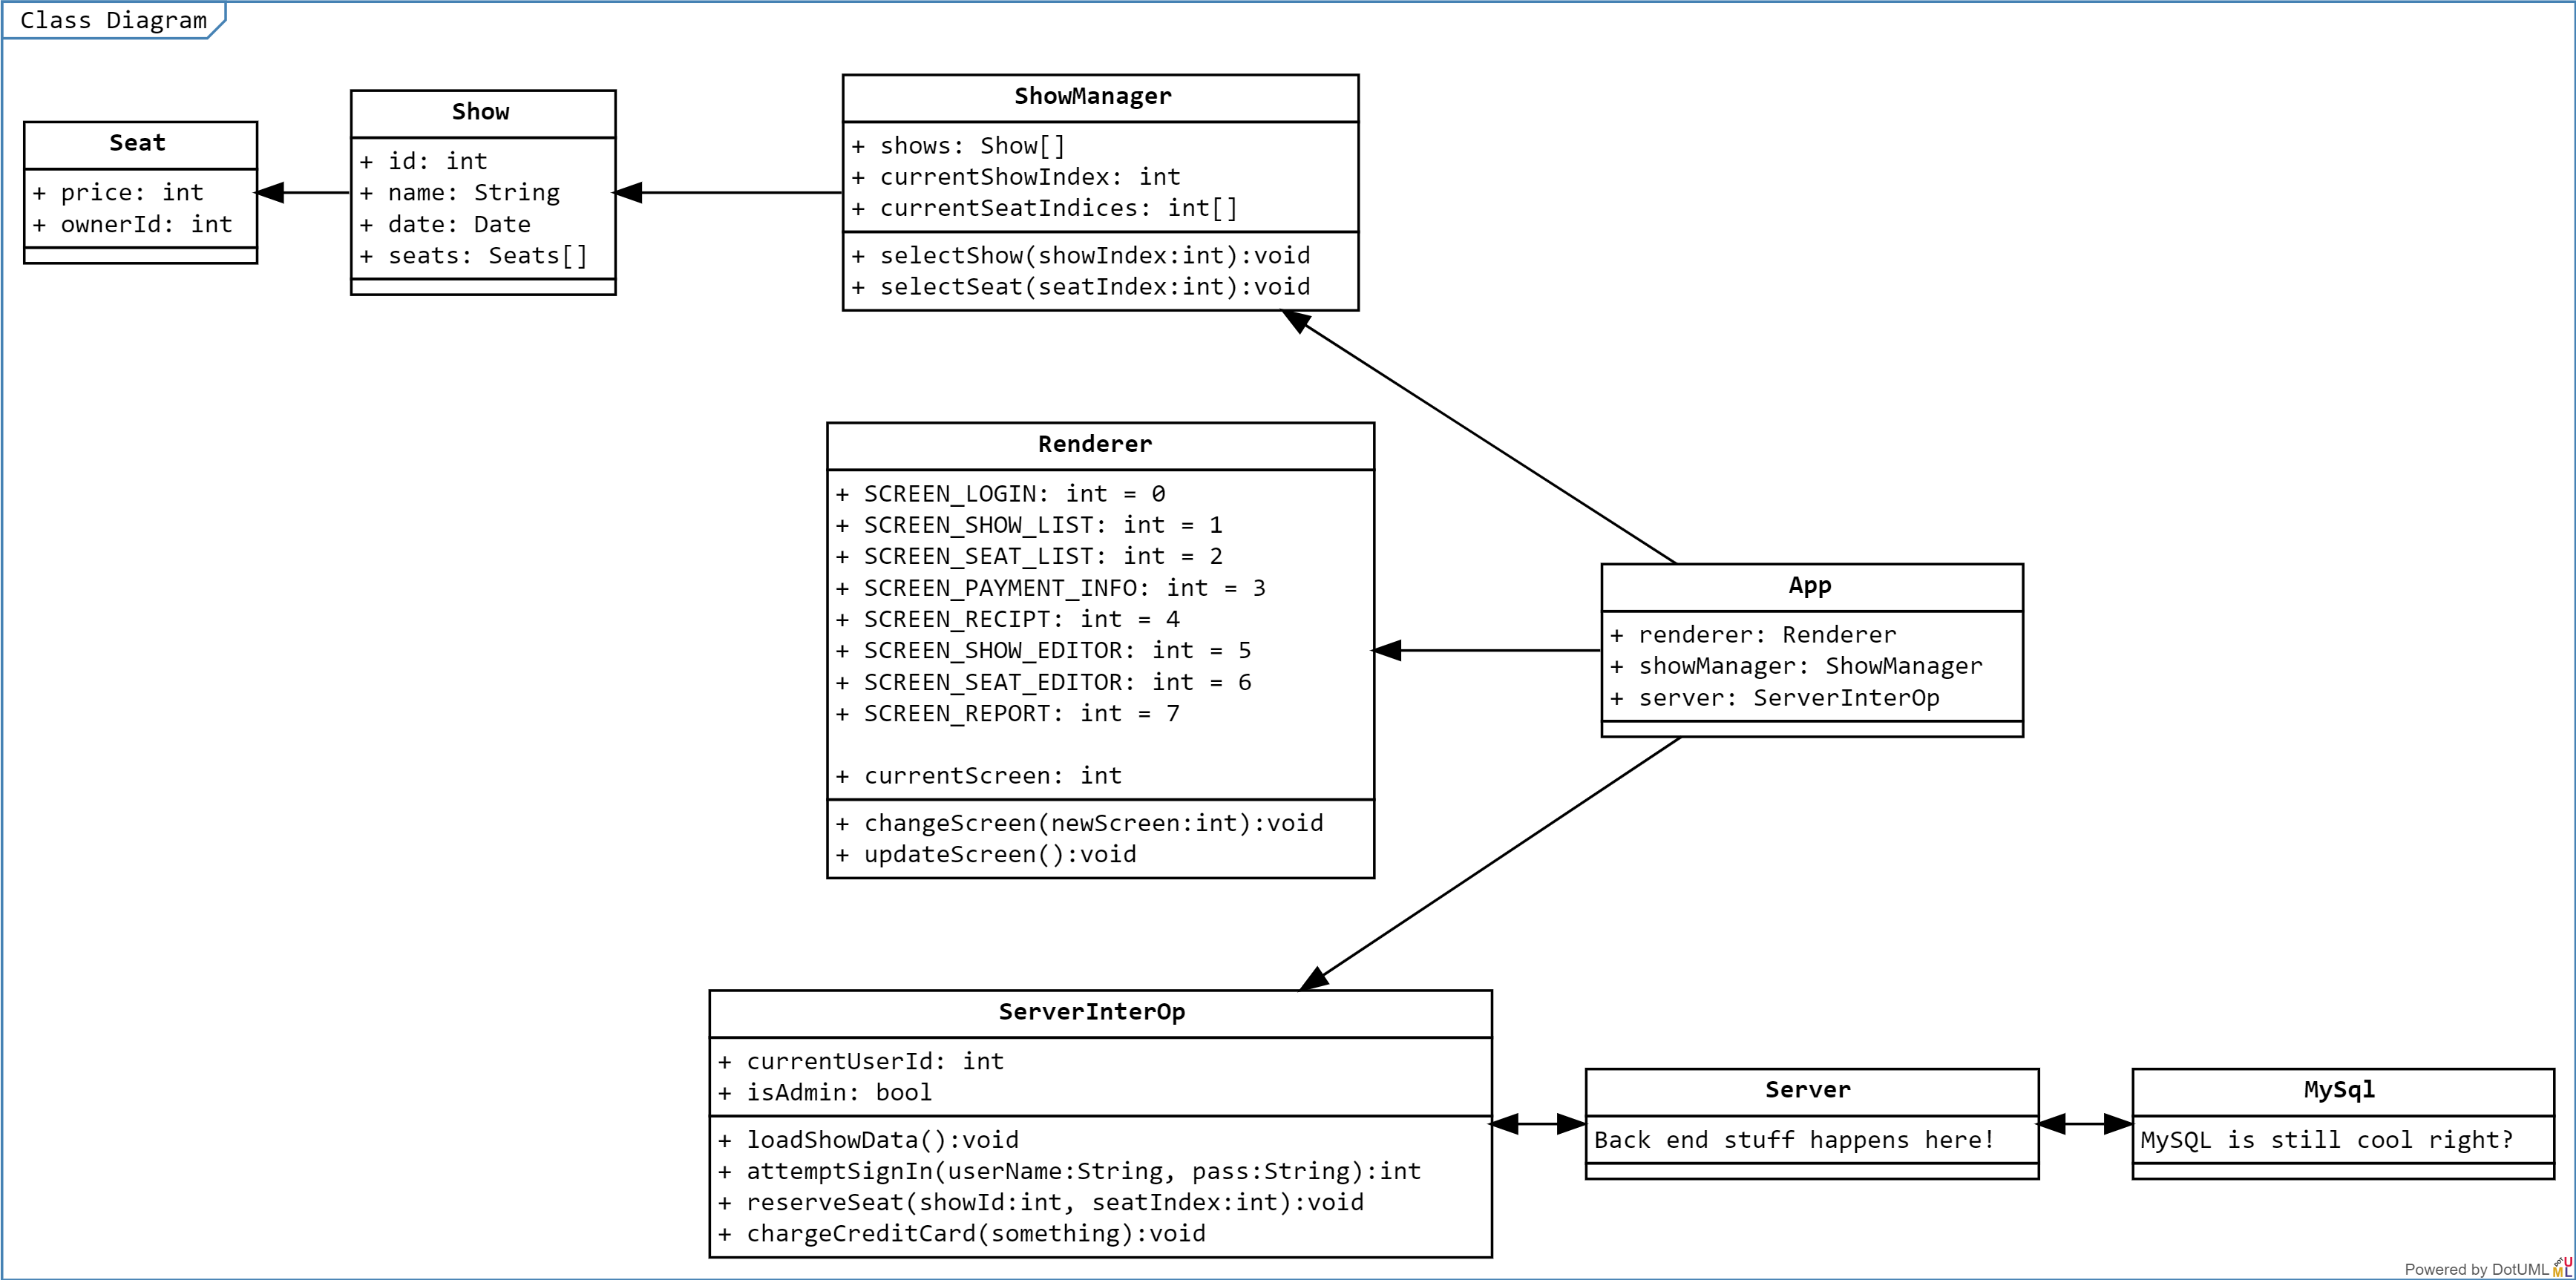 Class Diagram
Seat
+ price: int
+ ownerId: int
Show
+ id: int
+ name: String
+ date: Date
+ seats: Seats[]
ShowManager
+ shows: Show[]
+ currentShowIndex: int
+ currentSeatIndices: int[]
+ selectShow(showIndex:int):void
+ selectSeat(seatIndex:int):void
Renderer
+ SCREEN_LOGIN: int = 0
+ SCREEN_SHOW_LIST: int = 1
+ SCREEN_SEAT_LIST: int = 2
+ SCREEN_PAYMENT_INFO: int = 3
+ SCREEN_RECIPT: int = 4
+ SCREEN_SHOW_EDITOR: int = 5
+ SCREEN_SEAT_EDITOR: int = 6
+ SCREEN_REPORT: int = 7
+ currentScreen: int
+ changeScreen(newScreen:int):void
+ updateScreen():void
App
+ renderer: Renderer
+ showManager: ShowManager
+ server: ServerInterOp
ServerInterOp
+ currentUserId: int
+ isAdmin: bool
+ loadShowData():void
+ attemptSignIn(userName:String, pass:String):int
+ reserveSeat(showId:int, seatIndex:int):void
+ chargeCreditCard(something):void
Server
Back end stuff happens here!
MySql
MySQL is still cool right?
Powered by DotUML
DOT
UML